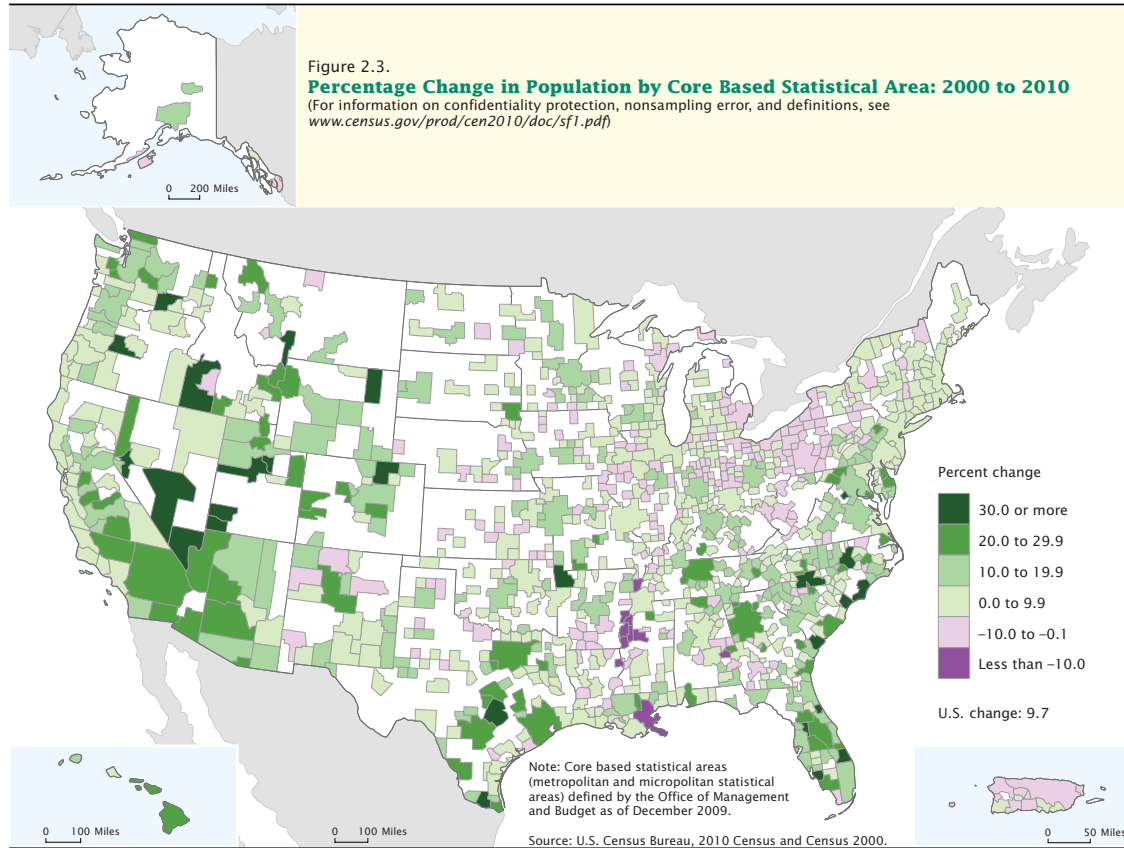 Figure 2.3.
Percentage Change in Population by Core Based Statistical Area: 2000 to 2010
(For information on confidentiality protection, nonsampling error, and definitions, see
www.census.gov/prod/cen2010/doc/sf1.pdf)
0 200 Miles
Percent change
30.0 or more
20.0 to 29.9
10.0 to 19.9
0.0 to 9.9
–10.0 to –0.1
Less than –10.0
U.S. change: 9.7
Note: Core based statistical areas
(metropolitan and micropolitan statistical
areas) defined by the Office of Management
and Budget as of December 2009.
Source: U.S. Census Bureau, 2010 Census and Census 2000.
0 100 Miles
0 100 Miles
0 50 Miles